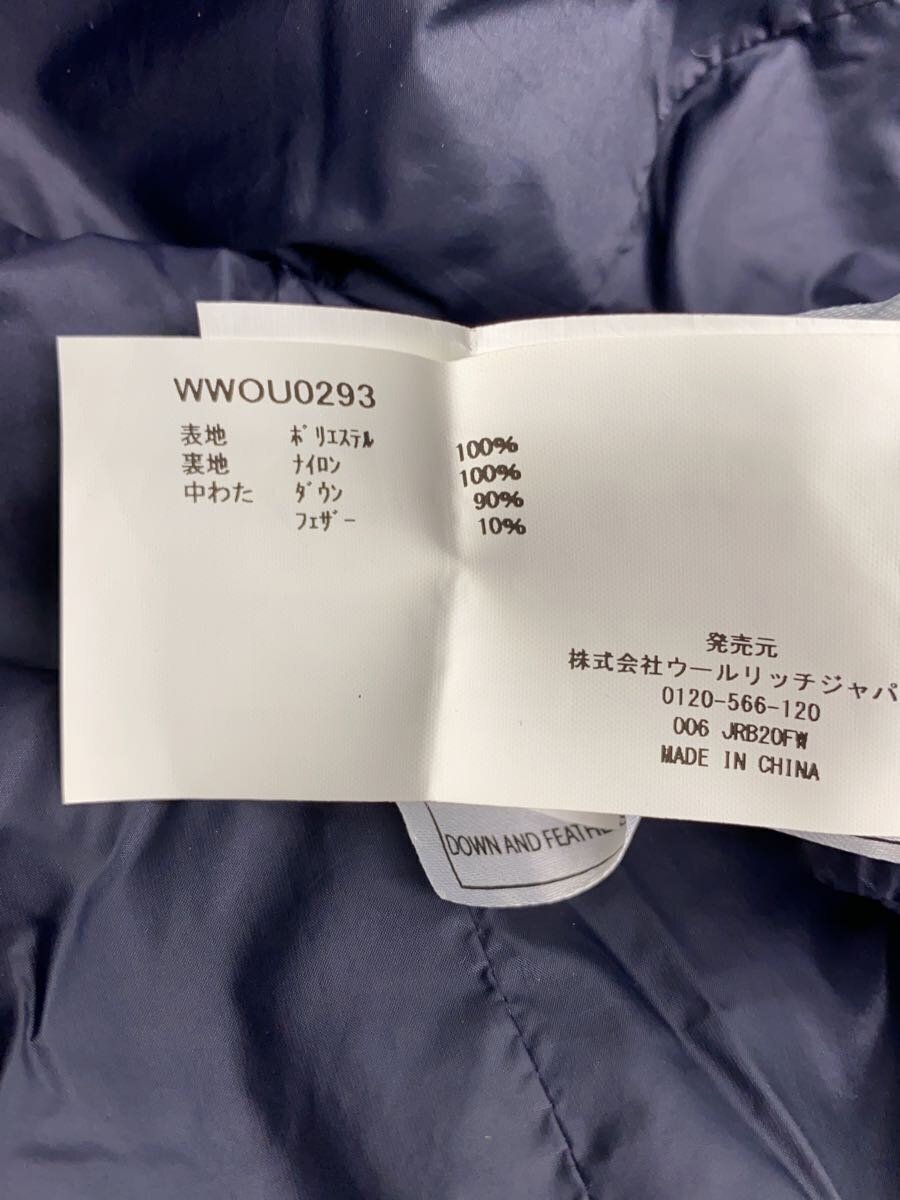 WWOU0293
表地 ﾎﾟﾘｴｽﾃﾙ 100%
裏地 ﾅｲﾛﾝ 100%
中わた ﾀﾞｳﾝ 90%
ﾌｪｻﾞｰ 10%
発売元
株式会社ウールリッチジャパ
0120-566-120
006 JRB20FW
MADE IN CHINA
DOWN AND FEATHE